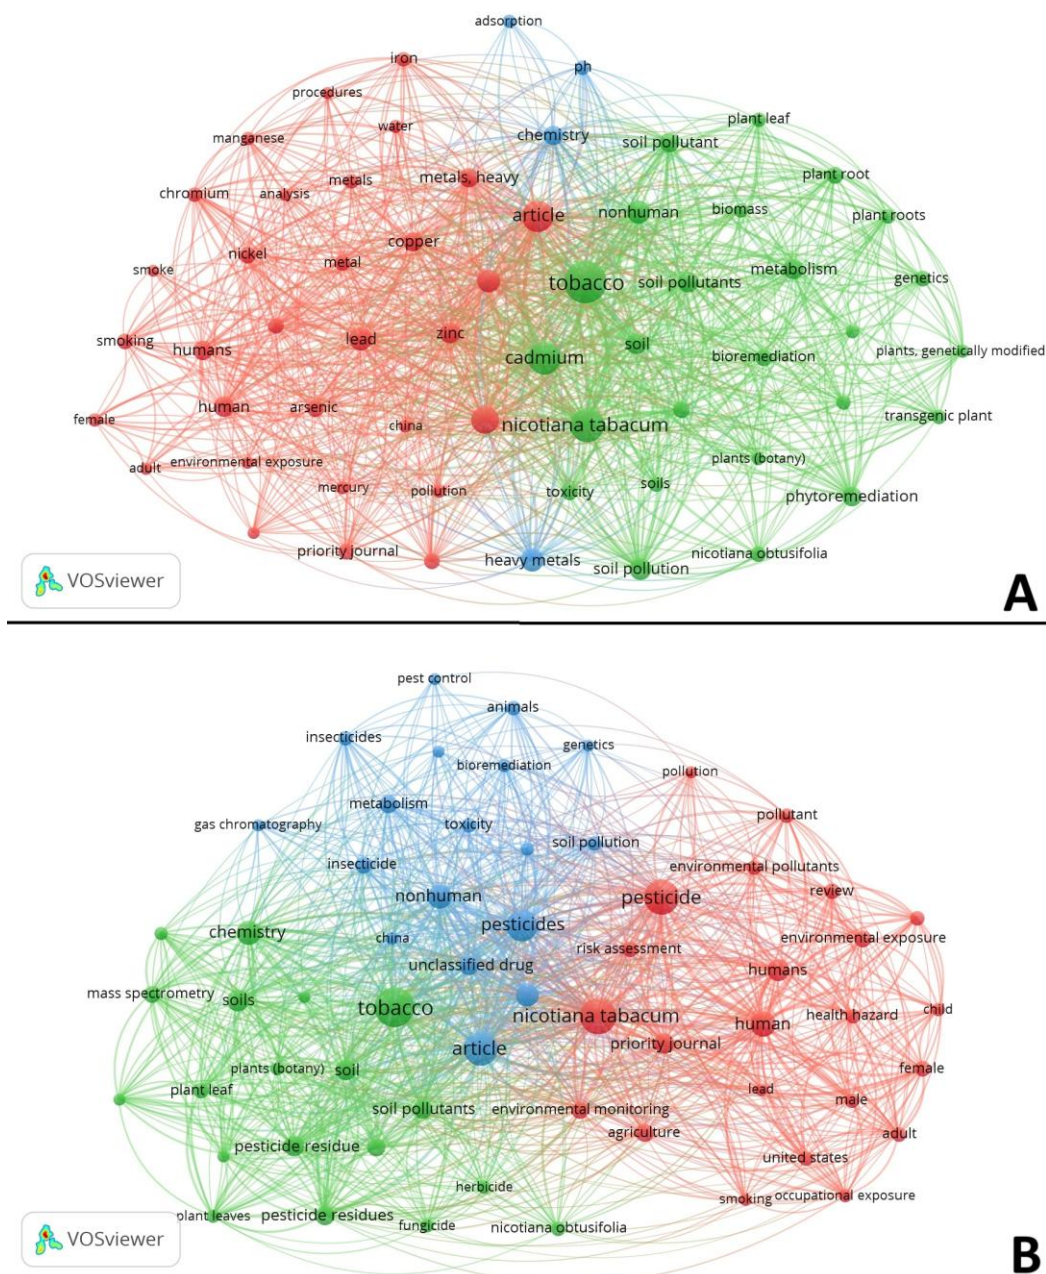 adsorption
iron
ph
procedures
plant leaf
water
chemistry
manganese
soil pollutant
metals, heavy
plant root
metals
chromium
analysis
biomass
article
nonhuman
plant roots
copper
nickel
metal
smoke
metabolism
genetics
tobacco
soil pollutants
zinc
lead
smoking
humans
soil
plants, genetically modified
cadmium
bioremediation
human
arsenic
female
china
nicotiana tabacum
transgenic plant
adult
environmental exposure
plants (botany)
mercury
pollution
toxicity
soils
phytoremediation
priority journal
heavy metals
nicotiana obtusifolia
soil pollution
VOSviewer
A
pest control
animals
insecticides
genetics
bioremediation
pollution
metabolism
pollutant
gas chromatography
toxicity
soil pollution
insecticide
environmental pollutants
review
nonhuman
pesticide
chemistry
pesticides
china
risk assessment
environmental exposure
unclassified drug
humans
mass spectrometry
soils
tobacco
nicotiana tabacum
health hazard
child
human
article
priority journal
plants (botany)
soil
female
plant leaf
lead
male
soil pollutants
environmental monitoring
agriculture
adult
pesticide residue
united states
herbicide
smoking
occupational exposure
plant leaves
pesticide residues
fungicide
nicotiana obtusifolia
VOSviewer
B